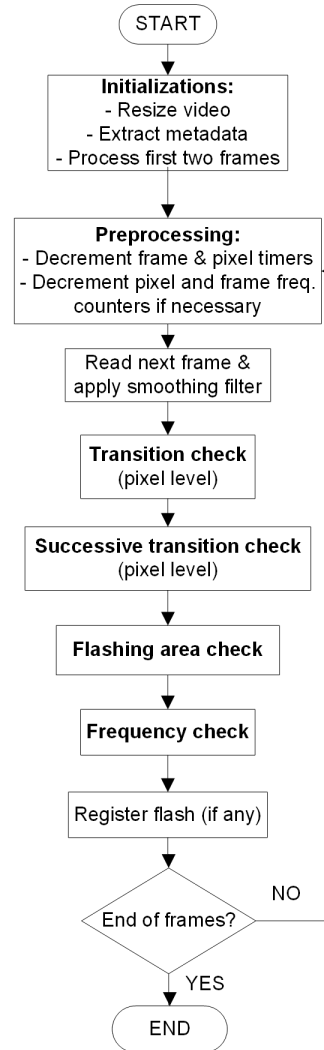 START
Initializations:
- Resize video
- Extract metadata
- Process first two frames
Preprocessing:
- Decrement frame & pixel timers
- Decrement pixel and frame freq.
counters if necessary
Read next frame &
apply smoothing filter
Transition check
(pixel level)
Successive transition check
(pixel level)
Flashing area check
Frequency check
Register flash (if any)
End of frames?
NO
YES
END